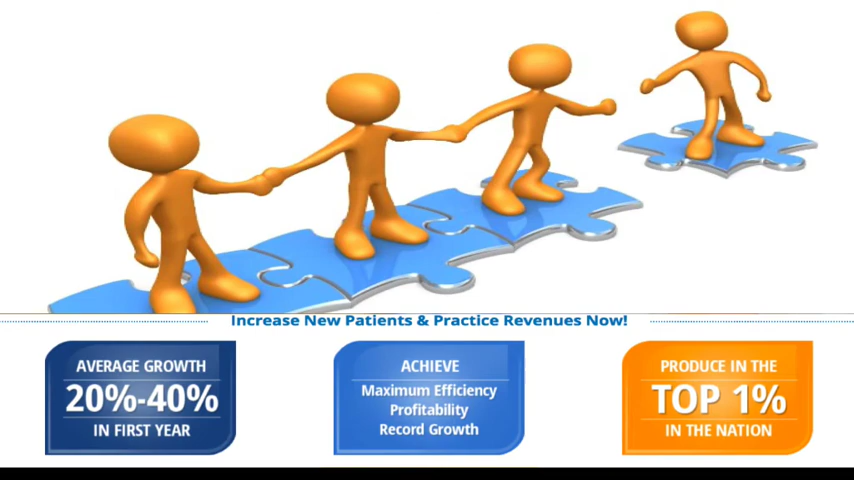 Increase New Patients & Practice Revenues Now!
AVERAGE GROWTH
20%-40%
IN FIRST YEAR
ACHIEVE
Maximum Efficiency
Profitability
Record Growth
PRODUCE IN THE
TOP 1%
IN THE NATION